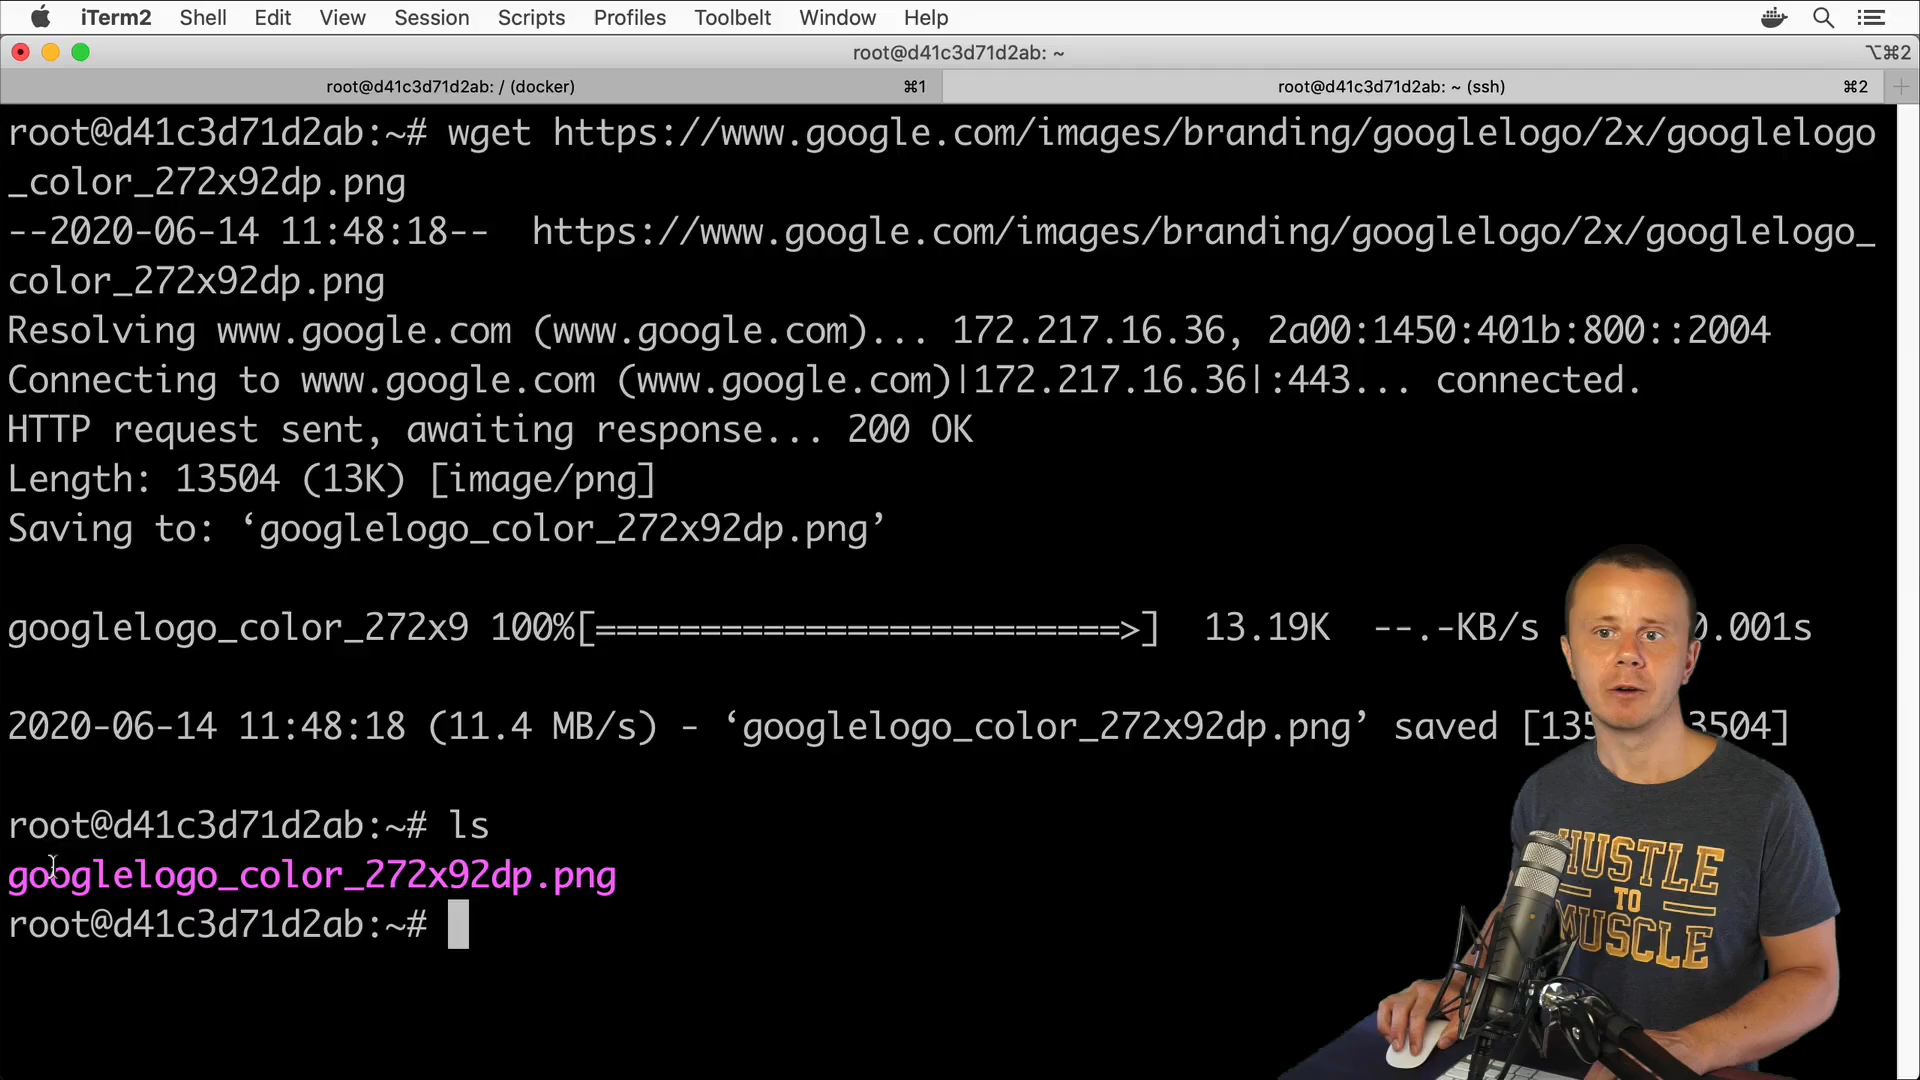 iTerm2 Shell Edit View Session Scripts Profiles Toolbelt Window Help
root@d41c3d71d2ab: ~ ⌥⌘2
root@d41c3d71d2ab: / (docker) ⌘1 root@d41c3d71d2ab: ~ (ssh) ⌘2 +
root@d41c3d71d2ab:~# wget https://www.google.com/images/branding/googlelogo/2x/googlelogo
_color_272x92dp.png
--2020-06-14 11:48:18-- https://www.google.com/images/branding/googlelogo/2x/googlelogo_
color_272x92dp.png
Resolving www.google.com (www.google.com)... 172.217.16.36, 2a00:1450:401b:800::2004
Connecting to www.google.com (www.google.com)|172.217.16.36|:443... connected.
HTTP request sent, awaiting response... 200 OK
Length: 13504 (13K) [image/png]
Saving to: ‘googlelogo_color_272x92dp.png’
googlelogo_color_272x9 100%[=========================>] 13.19K --.-KB/s 0.001s
2020-06-14 11:48:18 (11.4 MB/s) - ‘googlelogo_color_272x92dp.png’ saved [135 3504]
root@d41c3d71d2ab:~# ls
googlelogo_color_272x92dp.png
root@d41c3d71d2ab:~#
HUSTLE
TO
MUSCLE